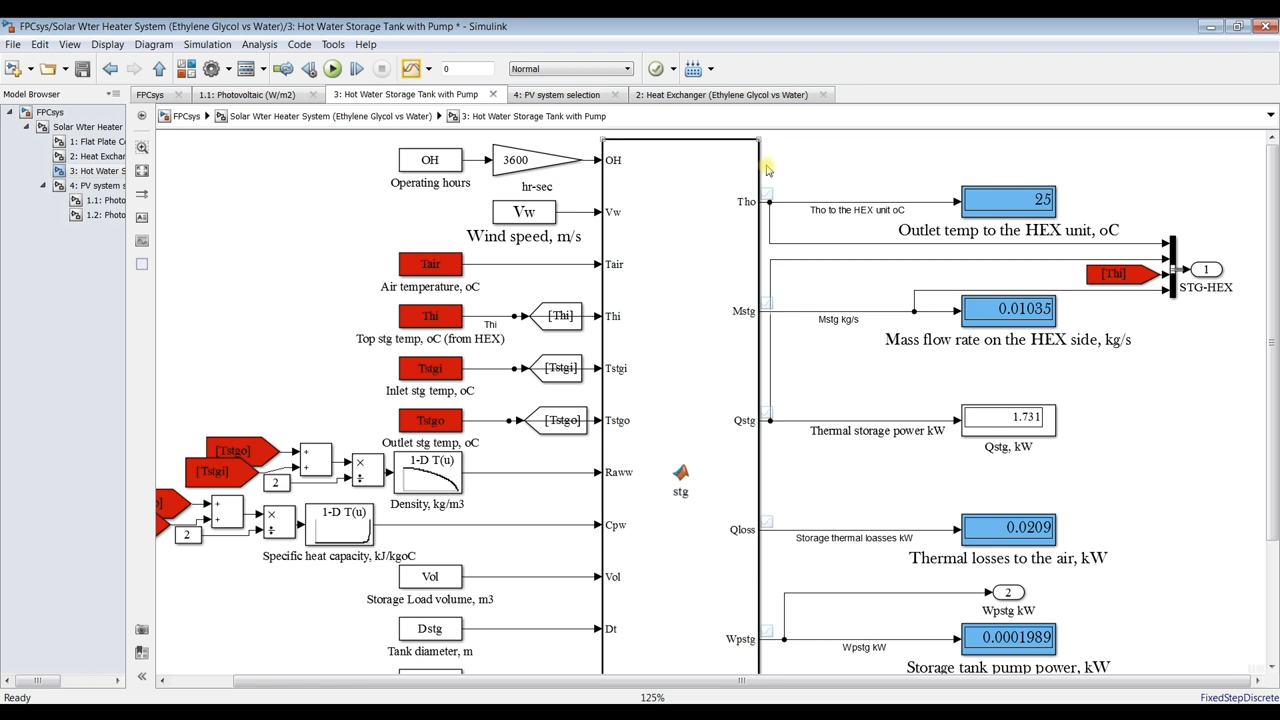 FPCsys/Solar Wter Heater System (Ethylene Glycol vs Water)/3: Hot Water Storage Tank with Pump * - Simulink
File Edit View Display Diagram Simulation Analysis Code Tools Help
0 Normal
Model Browser
FPCsys 1.1: Photovoltaic (W/m2) 3: Hot Water Storage Tank with Pump 4: PV system selection 2: Heat Exchanger (Ethylene Glycol vs Water)
FPCsys Solar Wter Heater System (Ethylene Glycol vs Water) 3: Hot Water Storage Tank with Pump
FPCsys
Solar Wter Heater
1: Flat Plate Co
2: Heat Exchan
3: Hot Water S
4: PV system s
1.1: Photo
1.2: Photo
OH 3600 OH
Operating hours hr-sec
Vw Vw
Wind speed, m/s
Tair Tair
Air temperature, oC
Thi Thi [Thi] Thi
Top stg temp, oC (from HEX)
Tstgi [Tstgi] Tstgi
Inlet stg temp, oC
Tstgo [Tstgo] Tstgo
Outlet stg temp, oC
[Tstgo] + + × ÷ 1-D T(u) Raww
[Tstgi] 2
Density, kg/m3
+ + × ÷ 1-D T(u) Cpw
2
Specific heat capacity, kJ/kgoC
Vol Vol
Storage Load volume, m3
Dstg Dt
Tank diameter, m
stg
Tho Tho to the HEX unit oC 25
Outlet temp to the HEX unit, oC
[Thi] 1
STG-HEX
Mstg Mstg kg/s 0.01035
Mass flow rate on the HEX side, kg/s
Qstg Thermal storage power kW 1.731
Qstg, kW
Qloss Storage thermal loasses kW 0.0209
Thermal losses to the air, kW
2
Wpstg kW
Wpstg Wpstg kW 0.0001989
Storage tank pump power, kW
Ready 125% FixedStepDiscrete